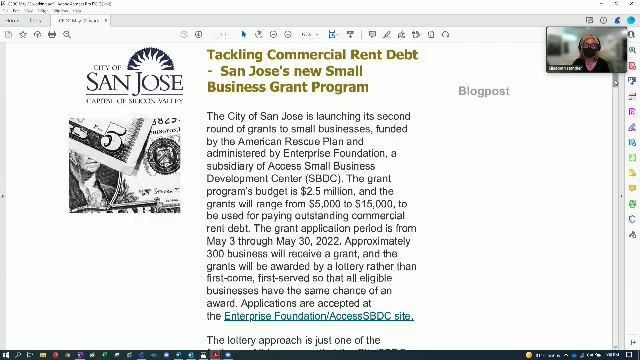 Home
Tools
CITY OF
SAN JOSE
CAPITAL OF SILICON VALLEY
Tackling Commercial Rent Debt
- San Jose's new Small
Business Grant Program
Blogpost
The City of San Jose is launching its second
round of grants to small businesses, funded
by the American Rescue Plan and
administered by Enterprise Foundation, a
subsidiary of Access Small Business
Development Center (SBDC). The grant
program's budget is $2.5 million, and the
grants will range from $5,000 to $15,000, to
be used for paying outstanding commercial
rent debt. The grant application period is from
May 3 through May 30, 2022. Approximately
300 business will receive a grant, and the
grants will be awarded by a lottery rather than
first-come, first-served so that all eligible
businesses have the same chance of an
award. Applications are accepted at
the Enterprise Foundation/AccessSBDC site.
The lottery approach is just one of the